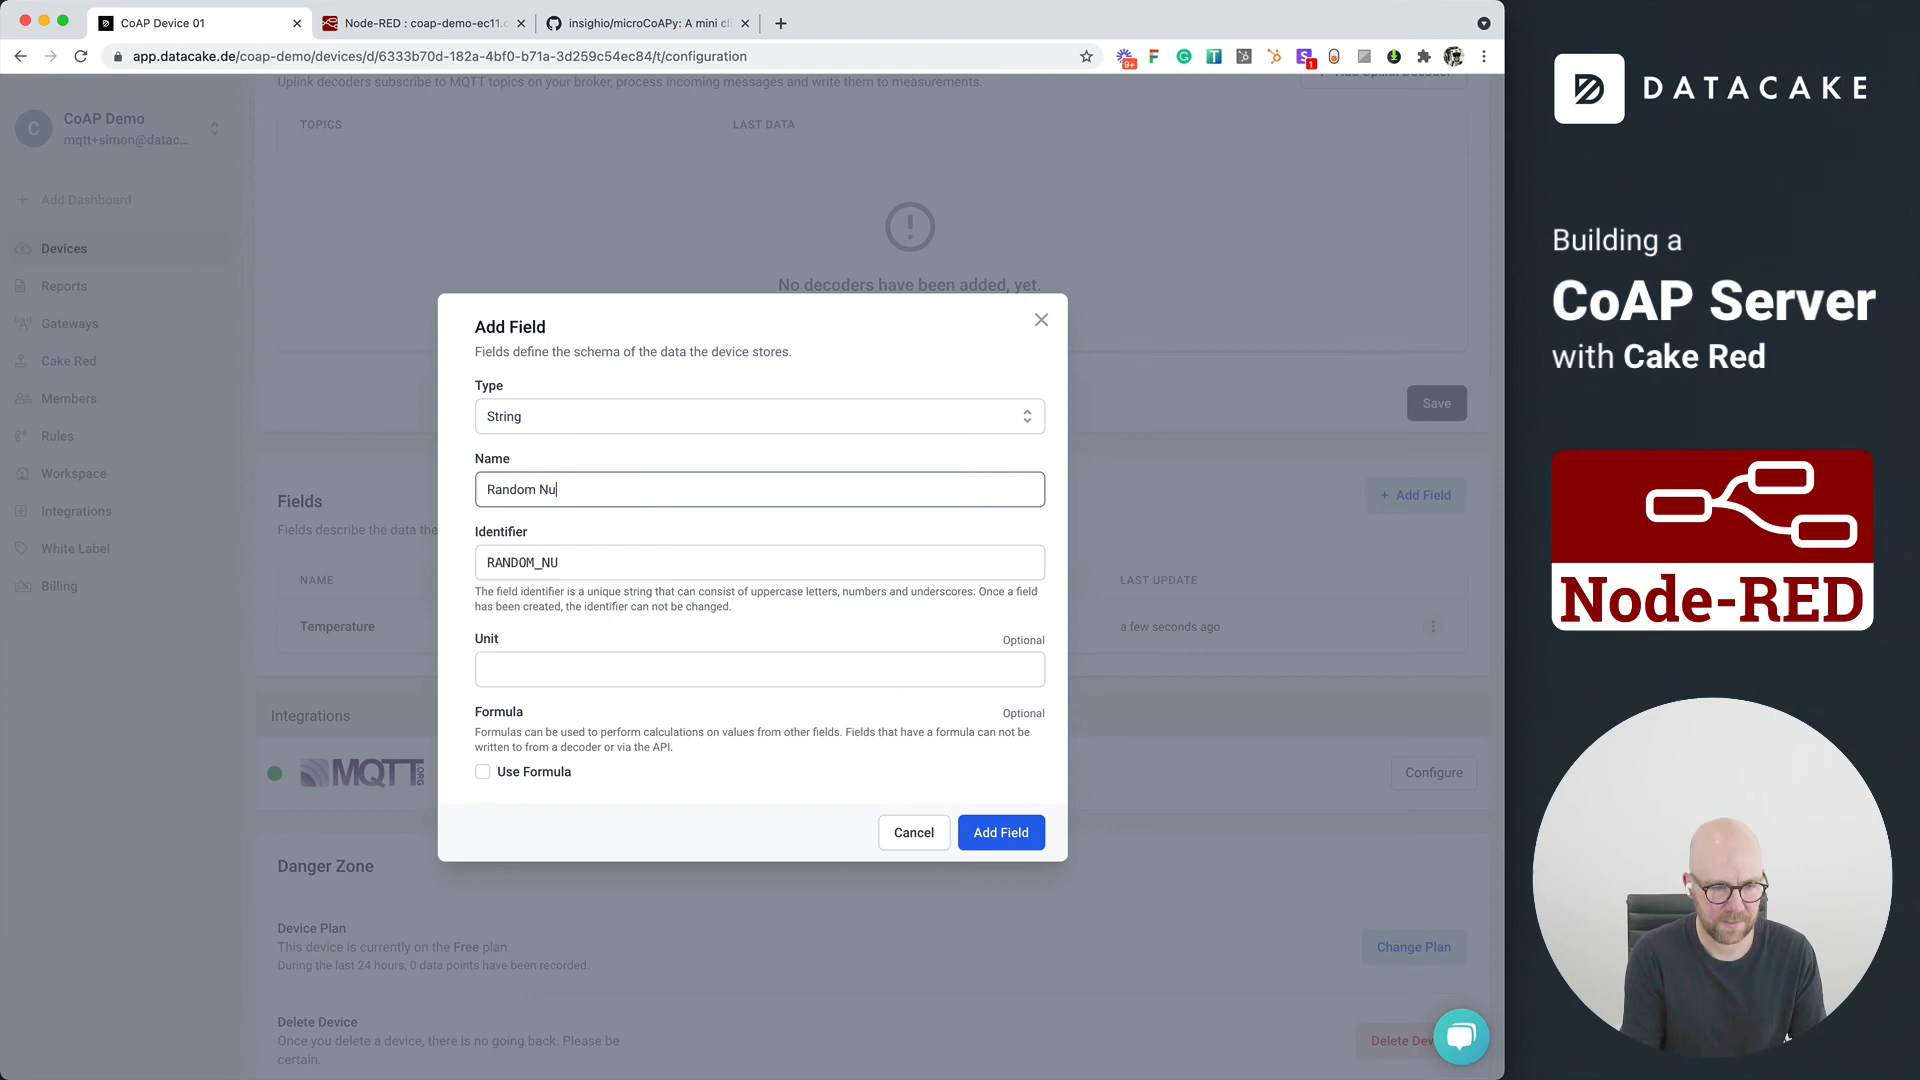 CoAP Device 01
Node-RED : coap-demo-ec11.c
insighio/microCoAPy: A mini cli
app.datacake.de/coap-demo/devices/d/6333b70d-182a-4bf0-b71a-3d259c54ec84/t/configuration
9+
1
DATACAKE
Building a
CoAP Server
with Cake Red
Node-RED
C
CoAP Demo
mqtt+simon@datac...
Add Dashboard
Devices
Reports
Gateways
Cake Red
Members
Rules
Workspace
Integrations
White Label
Billing
Uplink decoders subscribe to MQTT topics on your broker, process incoming messages and write them to measurements.
+ Add Uplink Decoder
TOPICS
LAST DATA
No decoders have been added, yet.
Save
Fields
Fields describe the data the
+ Add Field
NAME
LAST UPDATE
Temperature
a few seconds ago
Integrations
MQTT.ORG
Configure
Danger Zone
Device Plan
This device is currently on the Free plan.
During the last 24 hours, 0 data points have been recorded.
Change Plan
Delete Device
Once you delete a device, there is no going back. Please be
certain.
Delete Dev
Add Field
Fields define the schema of the data the device stores.
Type
String
Name
Random Nu
Identifier
RANDOM_NU
The field identifier is a unique string that can consist of uppercase letters, numbers and underscores. Once a field
has been created, the identifier can not be changed.
Unit
Optional
Formula
Optional
Formulas can be used to perform calculations on values from other fields. Fields that have a formula can not be
written to from a decoder or via the API.
Use Formula
Cancel
Add Field